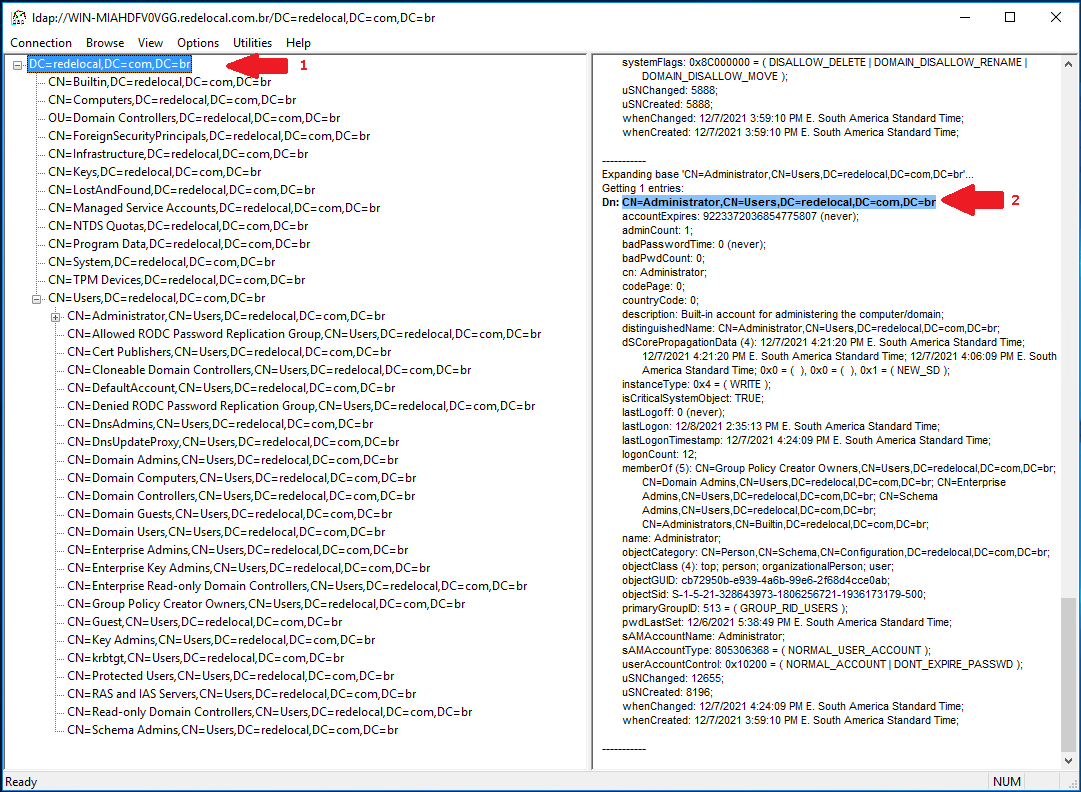 ldap://WIN-MIAHDFV0VGG.redelocal.com.br/DC=redelocal,DC=com,DC=br
Connection Browse View Options Utilities Help
DC=redelocal,DC=com,DC=br
1
CN=Builtin,DC=redelocal,DC=com,DC=br
CN=Computers,DC=redelocal,DC=com,DC=br
OU=Domain Controllers,DC=redelocal,DC=com,DC=br
CN=ForeignSecurityPrincipals,DC=redelocal,DC=com,DC=br
CN=Infrastructure,DC=redelocal,DC=com,DC=br
CN=Keys,DC=redelocal,DC=com,DC=br
CN=LostAndFound,DC=redelocal,DC=com,DC=br
CN=Managed Service Accounts,DC=redelocal,DC=com,DC=br
CN=NTDS Quotas,DC=redelocal,DC=com,DC=br
CN=Program Data,DC=redelocal,DC=com,DC=br
CN=System,DC=redelocal,DC=com,DC=br
CN=TPM Devices,DC=redelocal,DC=com,DC=br
CN=Users,DC=redelocal,DC=com,DC=br
CN=Administrator,CN=Users,DC=redelocal,DC=com,DC=br
CN=Allowed RODC Password Replication Group,CN=Users,DC=redelocal,DC=com,DC=br
CN=Cert Publishers,CN=Users,DC=redelocal,DC=com,DC=br
CN=Cloneable Domain Controllers,CN=Users,DC=redelocal,DC=com,DC=br
CN=DefaultAccount,CN=Users,DC=redelocal,DC=com,DC=br
CN=Denied RODC Password Replication Group,CN=Users,DC=redelocal,DC=com,DC=br
CN=DnsAdmins,CN=Users,DC=redelocal,DC=com,DC=br
CN=DnsUpdateProxy,CN=Users,DC=redelocal,DC=com,DC=br
CN=Domain Admins,CN=Users,DC=redelocal,DC=com,DC=br
CN=Domain Computers,CN=Users,DC=redelocal,DC=com,DC=br
CN=Domain Controllers,CN=Users,DC=redelocal,DC=com,DC=br
CN=Domain Guests,CN=Users,DC=redelocal,DC=com,DC=br
CN=Domain Users,CN=Users,DC=redelocal,DC=com,DC=br
CN=Enterprise Admins,CN=Users,DC=redelocal,DC=com,DC=br
CN=Enterprise Key Admins,CN=Users,DC=redelocal,DC=com,DC=br
CN=Enterprise Read-only Domain Controllers,CN=Users,DC=redelocal,DC=com,DC=br
CN=Group Policy Creator Owners,CN=Users,DC=redelocal,DC=com,DC=br
CN=Guest,CN=Users,DC=redelocal,DC=com,DC=br
CN=Key Admins,CN=Users,DC=redelocal,DC=com,DC=br
CN=krbtgt,CN=Users,DC=redelocal,DC=com,DC=br
CN=Protected Users,CN=Users,DC=redelocal,DC=com,DC=br
CN=RAS and IAS Servers,CN=Users,DC=redelocal,DC=com,DC=br
CN=Read-only Domain Controllers,CN=Users,DC=redelocal,DC=com,DC=br
CN=Schema Admins,CN=Users,DC=redelocal,DC=com,DC=br
systemFlags: 0x8C000000 = ( DISALLOW_DELETE | DOMAIN_DISALLOW_RENAME |
DOMAIN_DISALLOW_MOVE );
uSNChanged: 5888;
uSNCreated: 5888;
whenChanged: 12/7/2021 3:59:10 PM E. South America Standard Time;
whenCreated: 12/7/2021 3:59:10 PM E. South America Standard Time;
-----------
Expanding base 'CN=Administrator,CN=Users,DC=redelocal,DC=com,DC=br'...
Getting 1 entries:
Dn: CN=Administrator,CN=Users,DC=redelocal,DC=com,DC=br
2
accountExpires: 9223372036854775807 (never);
adminCount: 1;
badPasswordTime: 0 (never);
badPwdCount: 0;
cn: Administrator;
codePage: 0;
countryCode: 0;
description: Built-in account for administering the computer/domain;
distinguishedName: CN=Administrator,CN=Users,DC=redelocal,DC=com,DC=br;
dSCorePropagationData (4): 12/7/2021 4:21:20 PM E. South America Standard Time;
12/7/2021 4:21:20 PM E. South America Standard Time; 12/7/2021 4:06:09 PM E. South
America Standard Time; 0x0 = ( ), 0x0 = ( ), 0x1 = ( NEW_SD );
instanceType: 0x4 = ( WRITE );
isCriticalSystemObject: TRUE;
lastLogoff: 0 (never);
lastLogon: 12/8/2021 2:35:13 PM E. South America Standard Time;
lastLogonTimestamp: 12/7/2021 4:24:09 PM E. South America Standard Time;
logonCount: 12;
memberOf (5): CN=Group Policy Creator Owners,CN=Users,DC=redelocal,DC=com,DC=br;
CN=Domain Admins,CN=Users,DC=redelocal,DC=com,DC=br; CN=Enterprise
Admins,CN=Users,DC=redelocal,DC=com,DC=br; CN=Schema
Admins,CN=Users,DC=redelocal,DC=com,DC=br;
CN=Administrators,CN=Builtin,DC=redelocal,DC=com,DC=br;
name: Administrator;
objectCategory: CN=Person,CN=Schema,CN=Configuration,DC=redelocal,DC=com,DC=br;
objectClass (4): top; person; organizationalPerson; user;
objectGUID: cb72950b-e939-4a6b-99e6-2f68d4cce0ab;
objectSid: S-1-5-21-328643973-1806256721-1936173179-500;
primaryGroupID: 513 = ( GROUP_RID_USERS );
pwdLastSet: 12/6/2021 5:38:49 PM E. South America Standard Time;
sAMAccountName: Administrator;
sAMAccountType: 805306368 = ( NORMAL_USER_ACCOUNT );
userAccountControl: 0x10200 = ( NORMAL_ACCOUNT | DONT_EXPIRE_PASSWD );
uSNChanged: 12655;
uSNCreated: 8196;
whenChanged: 12/7/2021 4:24:09 PM E. South America Standard Time;
whenCreated: 12/7/2021 3:59:10 PM E. South America Standard Time;
-----------
Ready
NUM